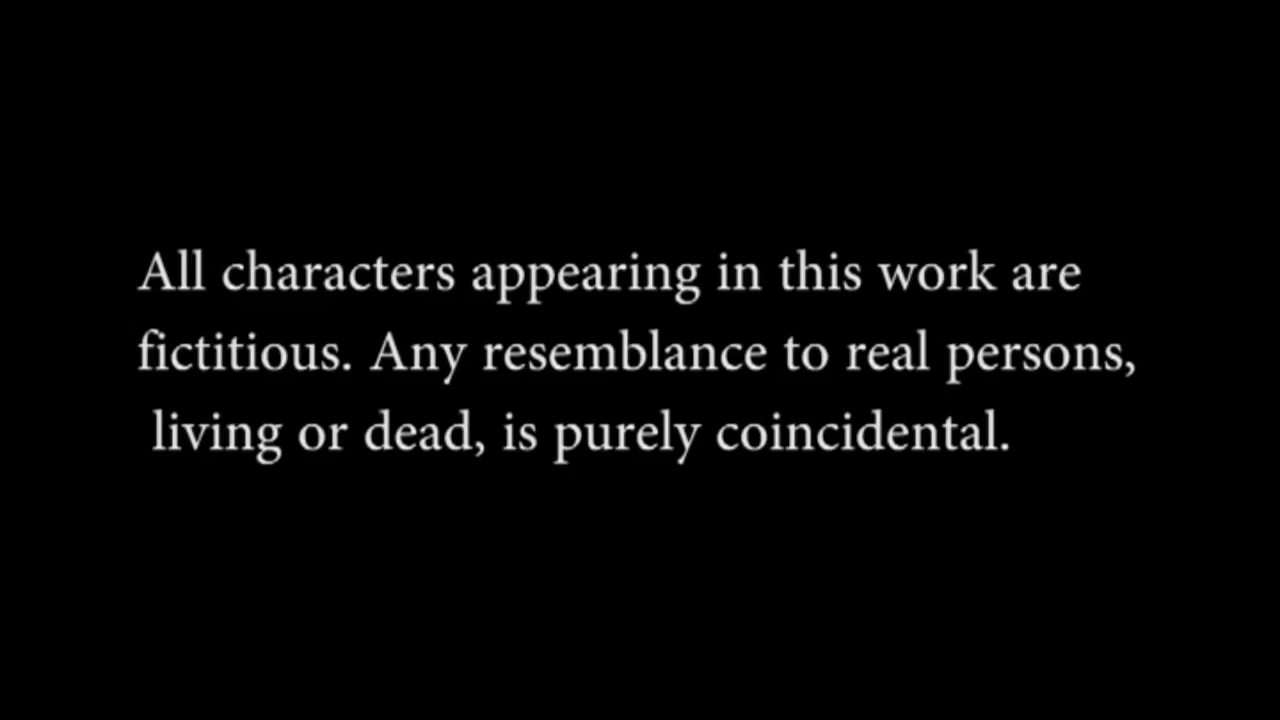 All characters appearing in this work are
fictitious. Any resemblance to real persons,
living or dead, is purely coincidental.